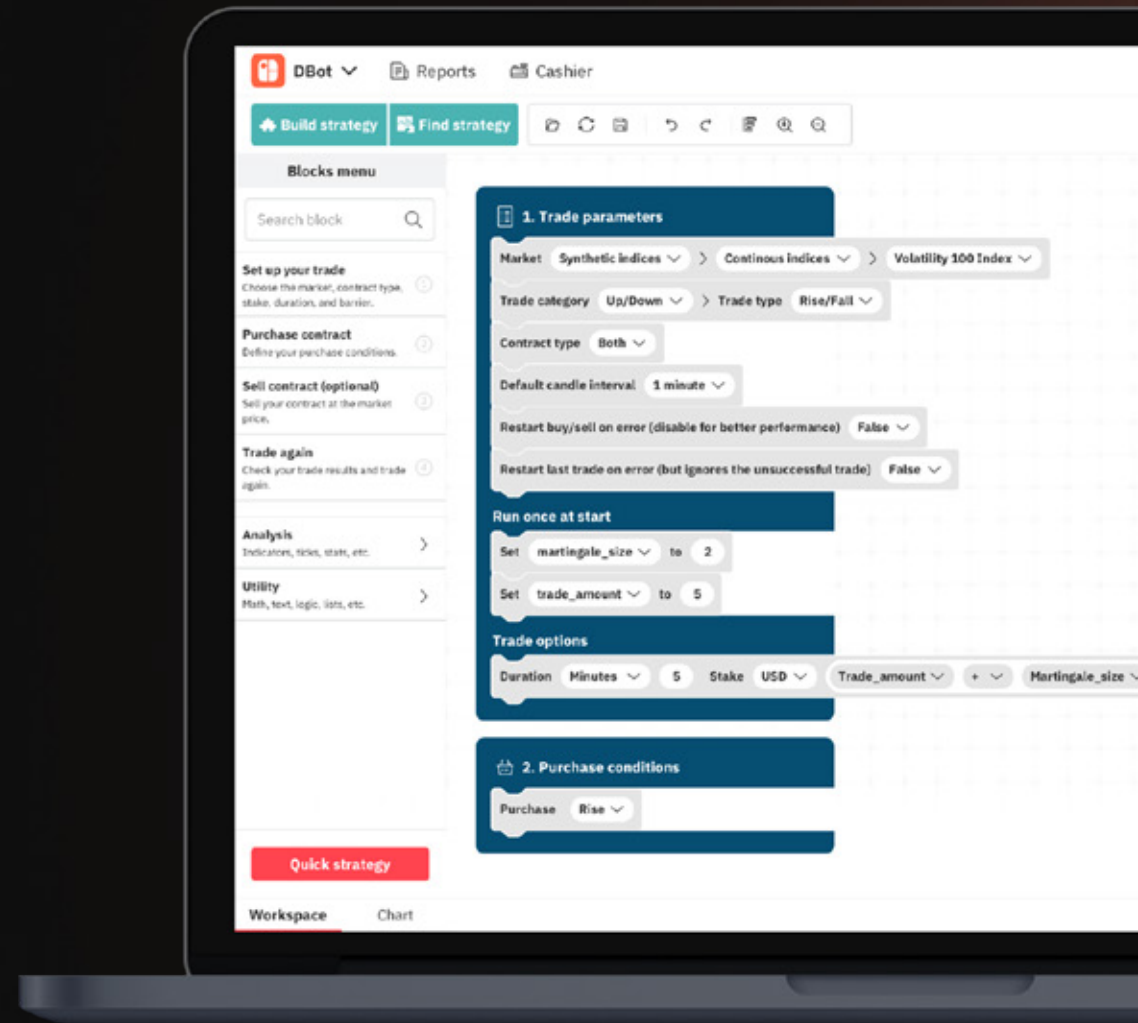 DBot Reports Cashier
Build strategy Find strategy
Blocks menu
Search block
Set up your trade
Choose the market, contract type,
stake, duration, and barrier.
1
Purchase contract
Define your purchase conditions.
2
Sell contract (optional)
Sell your contract at the market
price.
3
Trade again
Check your trade results and trade
again.
4
Analysis
Indicators, ticks, stats, etc.
Utility
Math, text, logic, lists, etc.
Quick strategy
1. Trade parameters
Market Synthetic indices > Continous indices > Volatility 100 Index
Trade category Up/Down > Trade type Rise/Fall
Contract type Both
Default candle interval 1 minute
Restart buy/sell on error (disable for better performance) False
Restart last trade on error (but ignores the unsuccessful trade) False
Run once at start
Set martingale_size to 2
Set trade_amount to 5
Trade options
Duration Minutes 5 Stake USD Trade_amount + Martingale_size
2. Purchase conditions
Purchase Rise
Workspace Chart